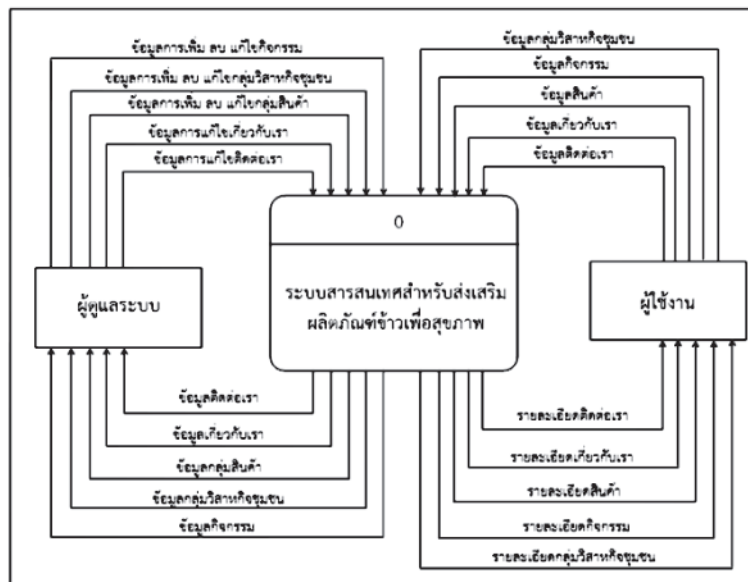 ข้อมูลการเพิ่ม ลบ แก้ไขกิจกรรม
ข้อมูลการเพิ่ม ลบ แก้ไขกลุ่มวิสาหกิจชุมชน
ข้อมูลการเพิ่ม ลบ แก้ไขกลุ่มสินค้า
ข้อมูลการแก้ไขเกี่ยวกับเรา
ข้อมูลการแก้ไขติดต่อเรา
ข้อมูลกลุ่มวิสาหกิจชุมชน
ข้อมูลกิจกรรม
ข้อมูลสินค้า
ข้อมูลเกี่ยวกับเรา
ข้อมูลติดต่อเรา
0
ผู้ดูแลระบบ
ระบบสารสนเทศสำหรับส่งเสริม
ผลิตภัณฑ์ข้าวเพื่อสุขภาพ
ผู้ใช้งาน
ข้อมูลติดต่อเรา
ข้อมูลเกี่ยวกับเรา
ข้อมูลกลุ่มสินค้า
ข้อมูลกลุ่มวิสาหกิจชุมชน
ข้อมูลกิจกรรม
รายละเอียดติดต่อเรา
รายละเอียดเกี่ยวกับเรา
รายละเอียดสินค้า
รายละเอียดกิจกรรม
รายละเอียดกลุ่มวิสาหกิจชุมชน